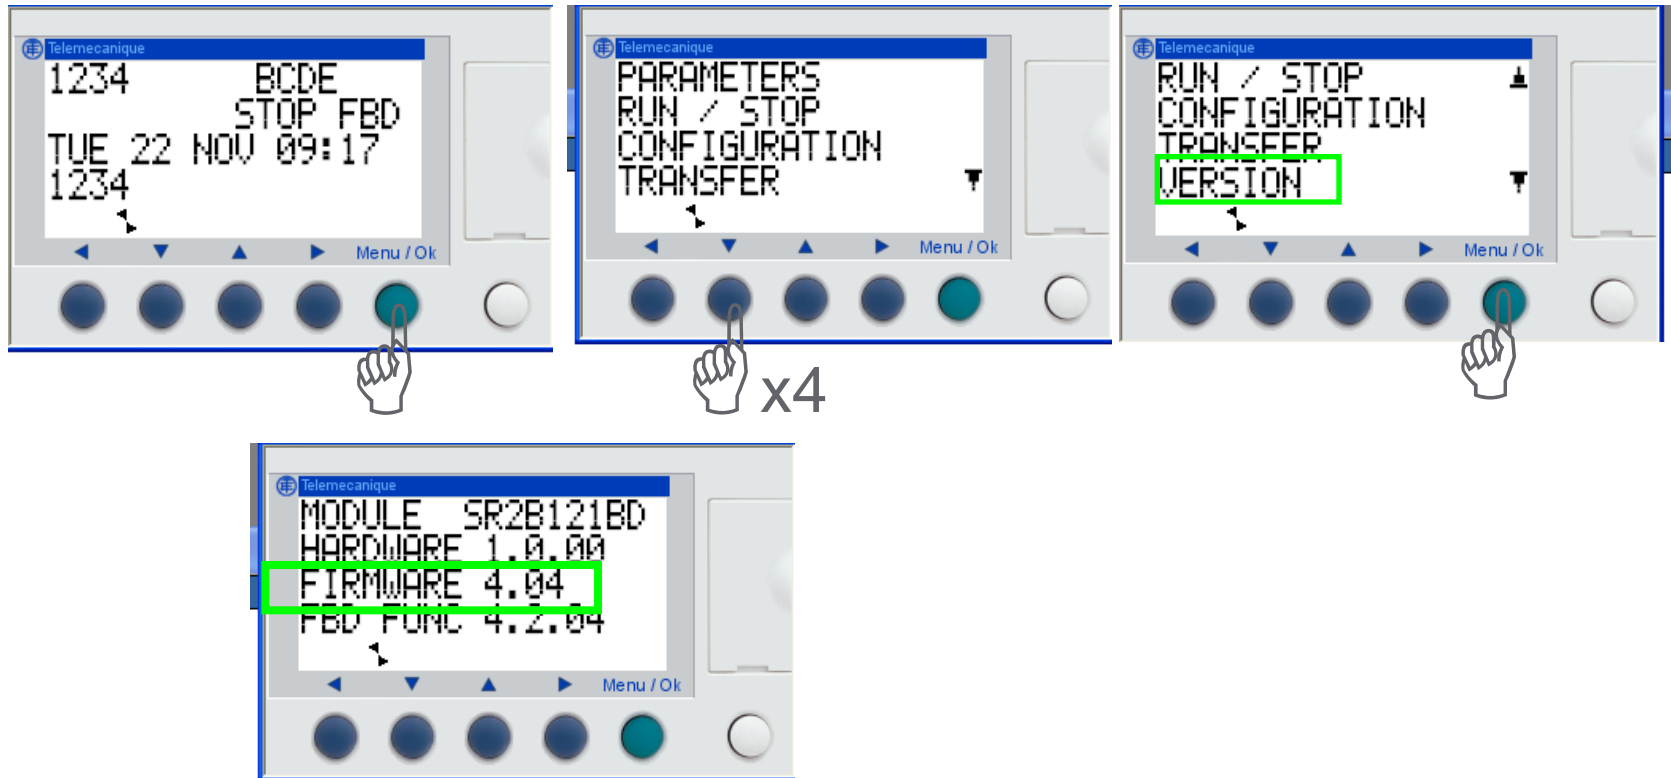 Telemecanique
1234 BCDE
STOP FBD
TUE 22 NOV 09:17
1234
Menu / Ok
Telemecanique
PARAMETERS
RUN / STOP
CONFIGURATION
TRANSFER
Menu / Ok
x4
Telemecanique
RUN / STOP
CONFIGURATION
TRANSFER
VERSION
Menu / Ok
Telemecanique
MODULE SR2B121BD
HARDWARE 1.0.00
FIRMWARE 4.04
FBD FUNC 4.2.04
Menu / Ok